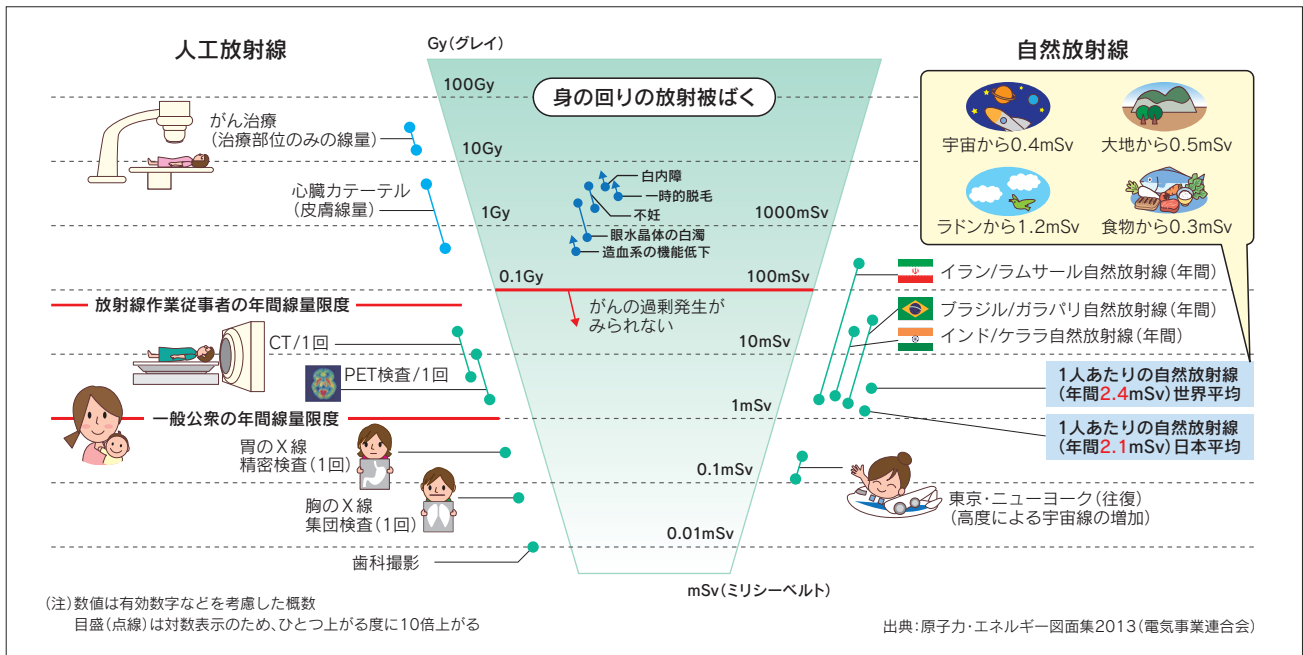 人工放射線
Gy(グレイ)
自然放射線
身の回りの放射被ばく
100Gy
10Gy
1Gy
0.1Gy
1000mSv
100mSv
10mSv
1mSv
0.1mSv
0.01mSv
mSv(ミリシーベルト)
がん治療
(治療部位のみの線量)
心臓カテーテル
(皮膚線量)
放射線作業従事者の年間線量限度
CT/1回
PET検査/1回
一般公衆の年間線量限度
胃のX線
精密検査(1回)
胸のX線
集団検査(1回)
歯科撮影
白内障
一時的脱毛
不妊
眼水晶体の白濁
造血系の機能低下
がんの過剰発生が
みられない
宇宙から0.4mSv
大地から0.5mSv
ラドンから1.2mSv
食物から0.3mSv
イラン/ラムサール自然放射線(年間)
ブラジル/ガラパリ自然放射線(年間)
インド/ケララ自然放射線(年間)
1人あたりの自然放射線
(年間2.4mSv)世界平均
1人あたりの自然放射線
(年間2.1mSv)日本平均
東京・ニューヨーク(往復)
(高度による宇宙線の増加)
(注)数値は有効数字などを考慮した概数
目盛(点線)は対数表示のため、ひとつ上がる度に10倍上がる
出典:原子力・エネルギー図面集2013(電気事業連合会)